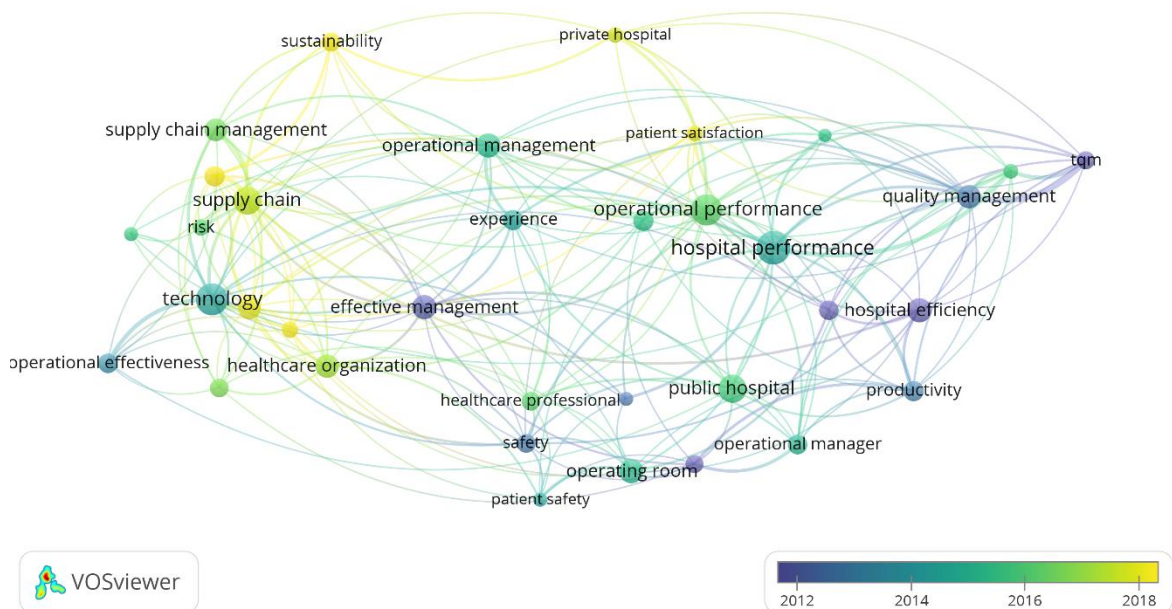 sustainability
private hospital
supply chain management
operational management
patient satisfaction
tqm
supply chain
quality management
operational performance
experience
risk
hospital performance
technology
effective management
hospital efficiency
operational effectiveness
healthcare organization
public hospital
productivity
healthcare professional
safety
operational manager
operating room
patient safety
VOSviewer
2012
2014
2016
2018